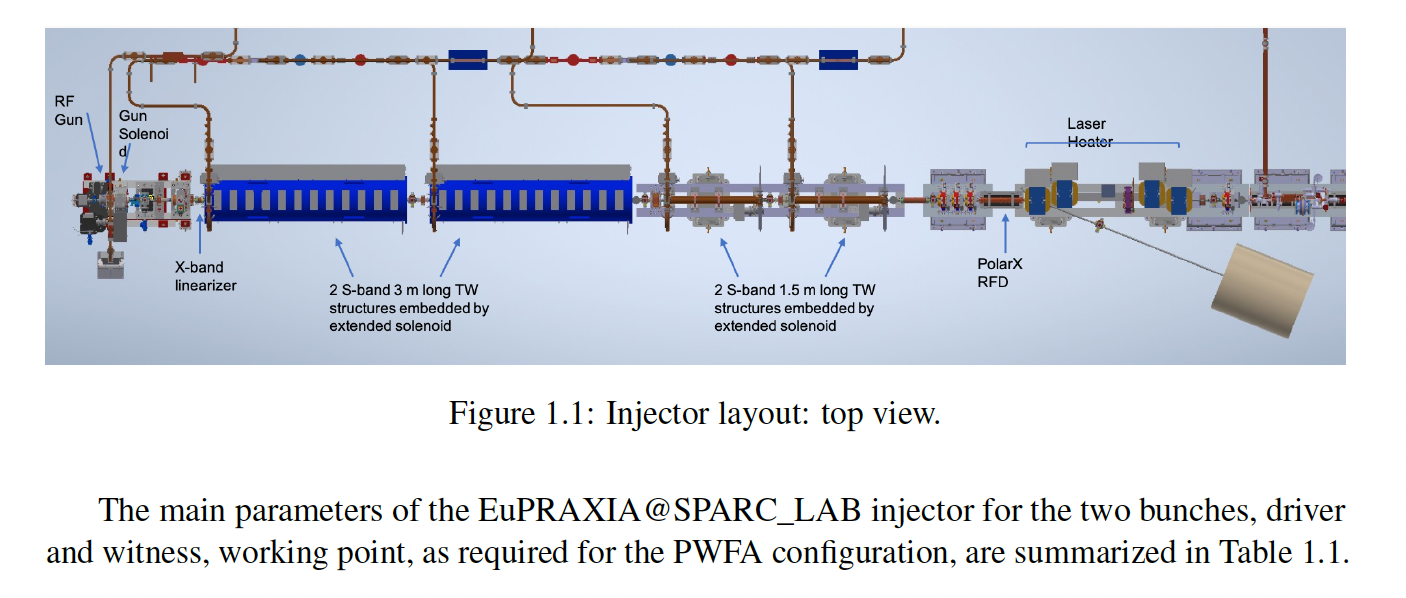 RF
Gun
Gun
Solenoi
d
Laser
Heater
X-band
linearizer
2 S-band 3 m long TW
structures embedded by
extended solenoid
2 S-band 1.5 m long TW
structures embedded by
extended solenoid
PolarX
RFD
Figure 1.1: Injector layout: top view.
The main parameters of the EuPRAXIA@SPARC_LAB injector for the two bunches, driver
and witness, working point, as required for the PWFA configuration, are summarized in Table 1.1.